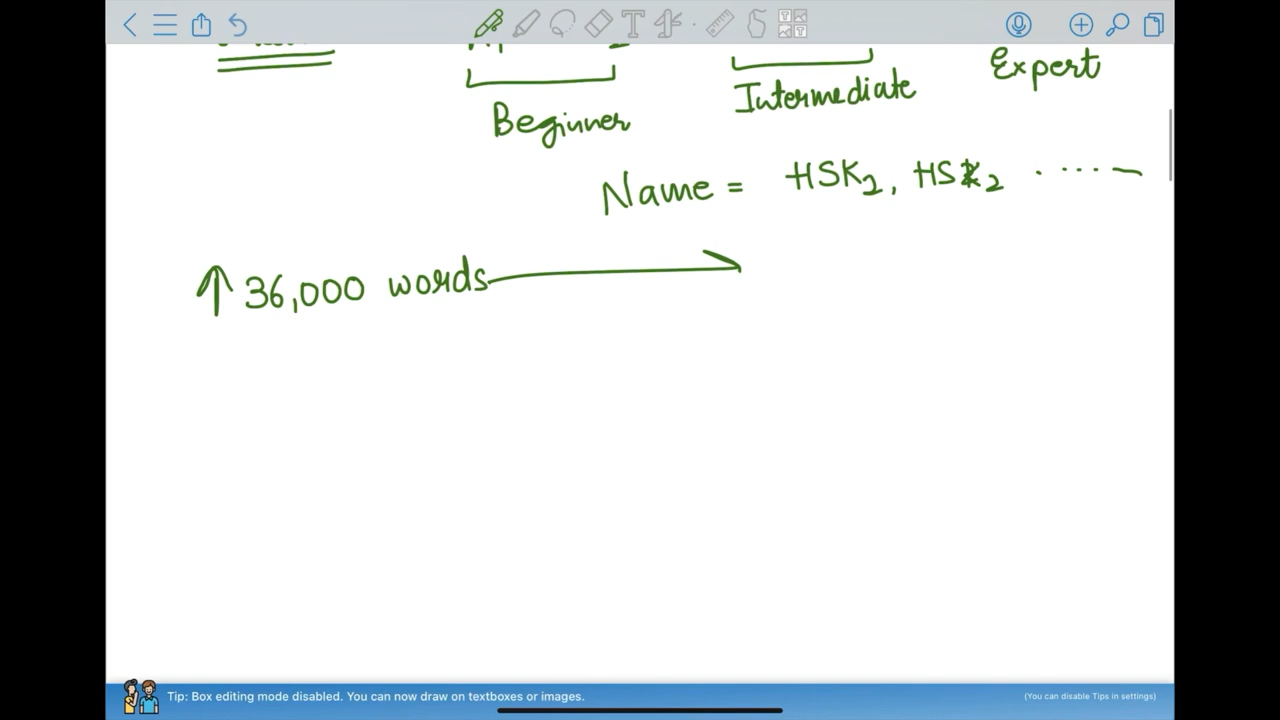 Expert
Intermediate
Beginner
Name = HSK2, HSK2 ......
↑ 36,000 words →
Tip: Box editing mode disabled. You can now draw on textboxes or images.
(You can disable Tips in settings)